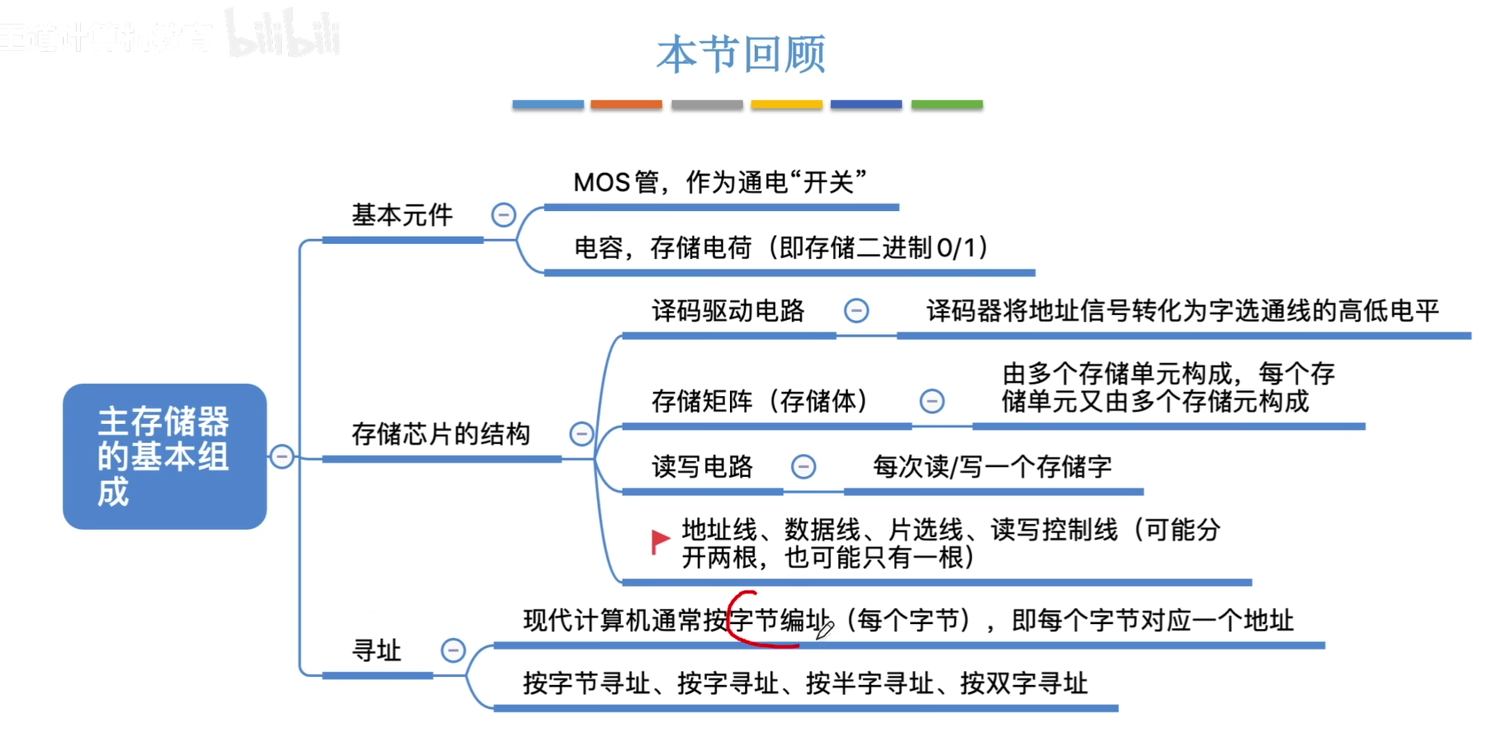 王道计算机教育 bilibili
本节回顾
MOS管，作为通电“开关”
基本元件
电容，存储电荷（即存储二进制0/1）
译码驱动电路
译码器将地址信号转化为字选通线的高低电平
由多个存储单元构成，每个存
储单元又由多个存储元构成
存储矩阵（存储体）
主存储器
的基本组
成
存储芯片的结构
读写电路
每次读/写一个存储字
地址线、数据线、片选线、读写控制线（可能分
开两根，也可能只有一根）
现代计算机通常按字节编址（每个字节），即每个字节对应一个地址
寻址
按字节寻址、按字寻址、按半字寻址、按双字寻址